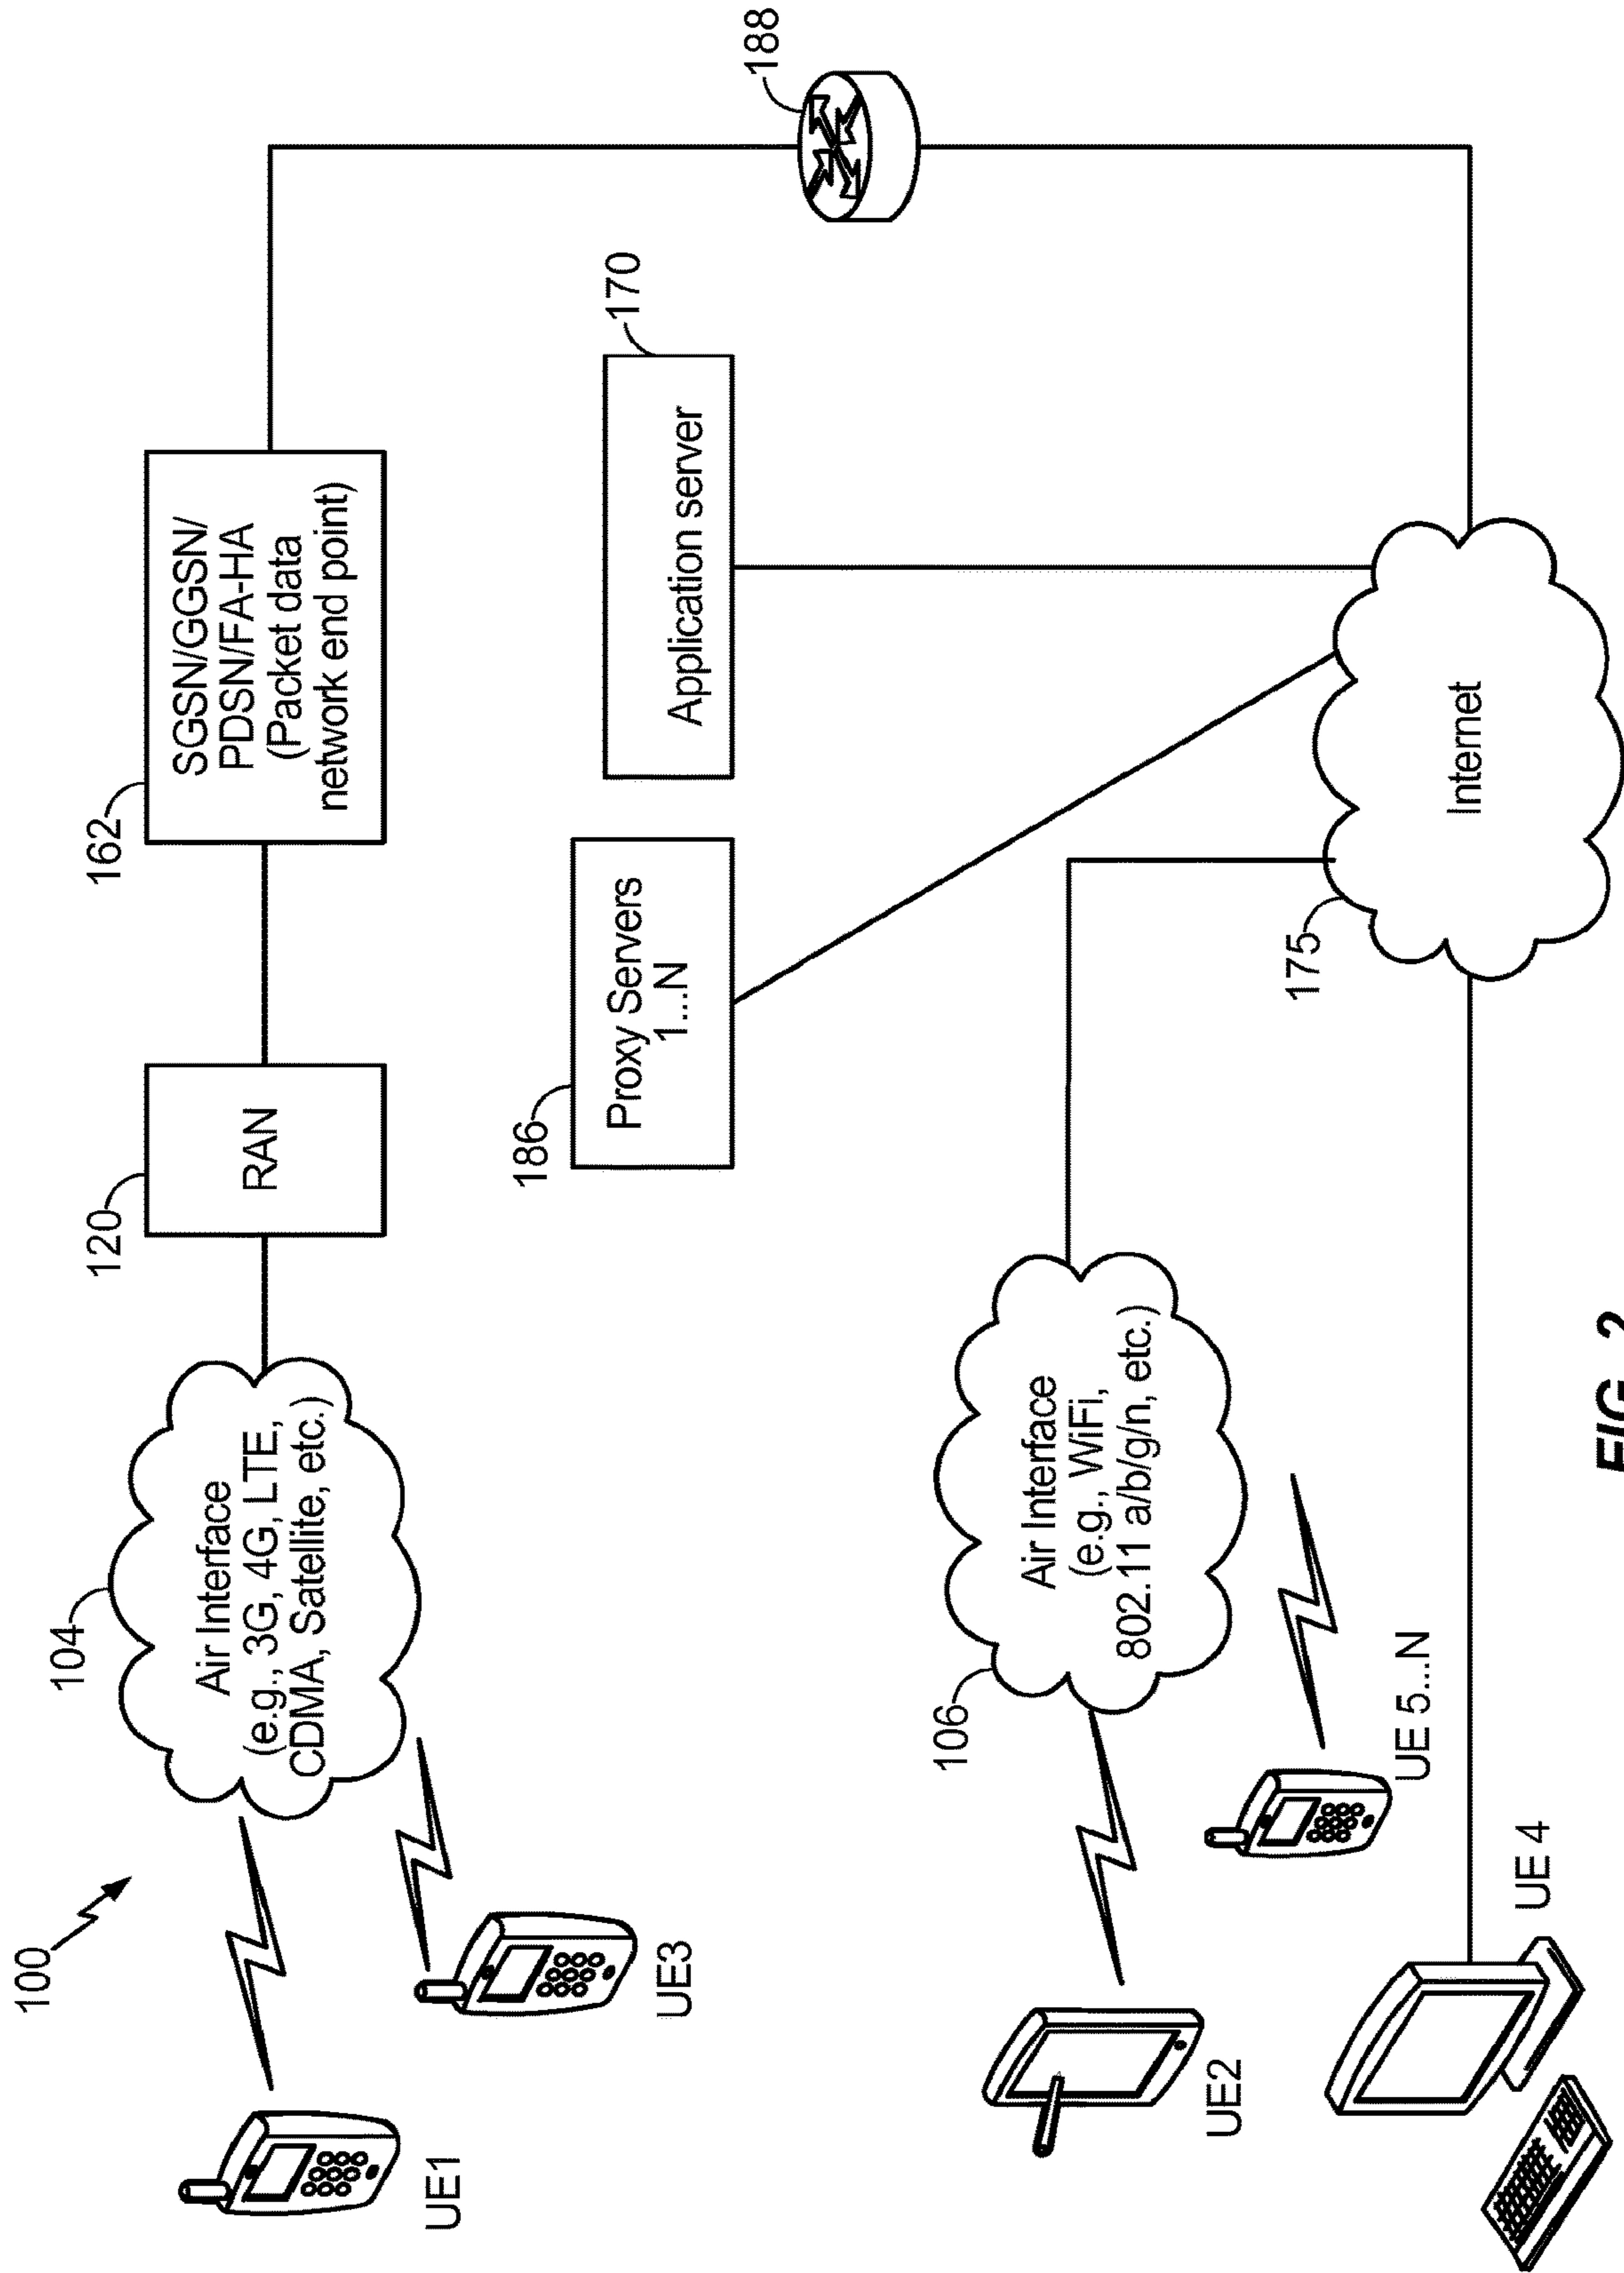 100
104
Air Interface
(e.g., 3G, 4G, LTE,
CDMA, Satellite, etc.)
120
RAN
162
SGSN/GGSN/
PDSN/FA-HA
(Packet data
network end point)
188
UE1
UE3
186
Proxy Servers
1...N
170
Application server
106
Air Interface
(e.g., WiFi,
802.11 a/b/g/n, etc.)
UE2
UE 5...N
175
Internet
UE 4
FIG. 2